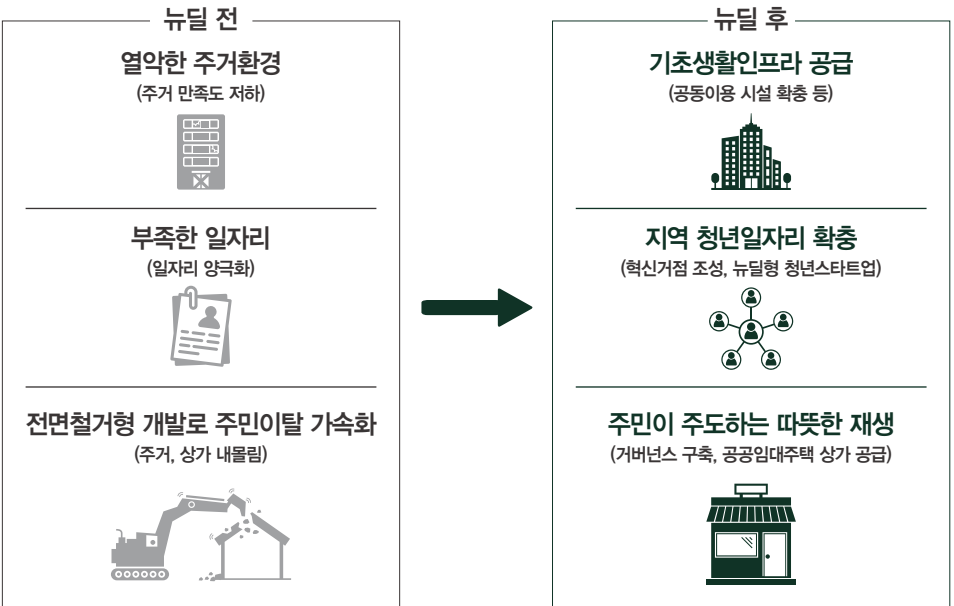 뉴딜 전
열악한 주거환경
(주거 만족도 저하)
부족한 일자리
(일자리 양극화)
전면철거형 개발로 주민이탈 가속화
(주거, 상가 내몰림)
뉴딜 후
기초생활인프라 공급
(공동이용 시설 확충 등)
지역 청년일자리 확충
(혁신거점 조성, 뉴딜형 청년스타트업)
주민이 주도하는 따뜻한 재생
(거버넌스 구축, 공공임대주택 상가 공급)